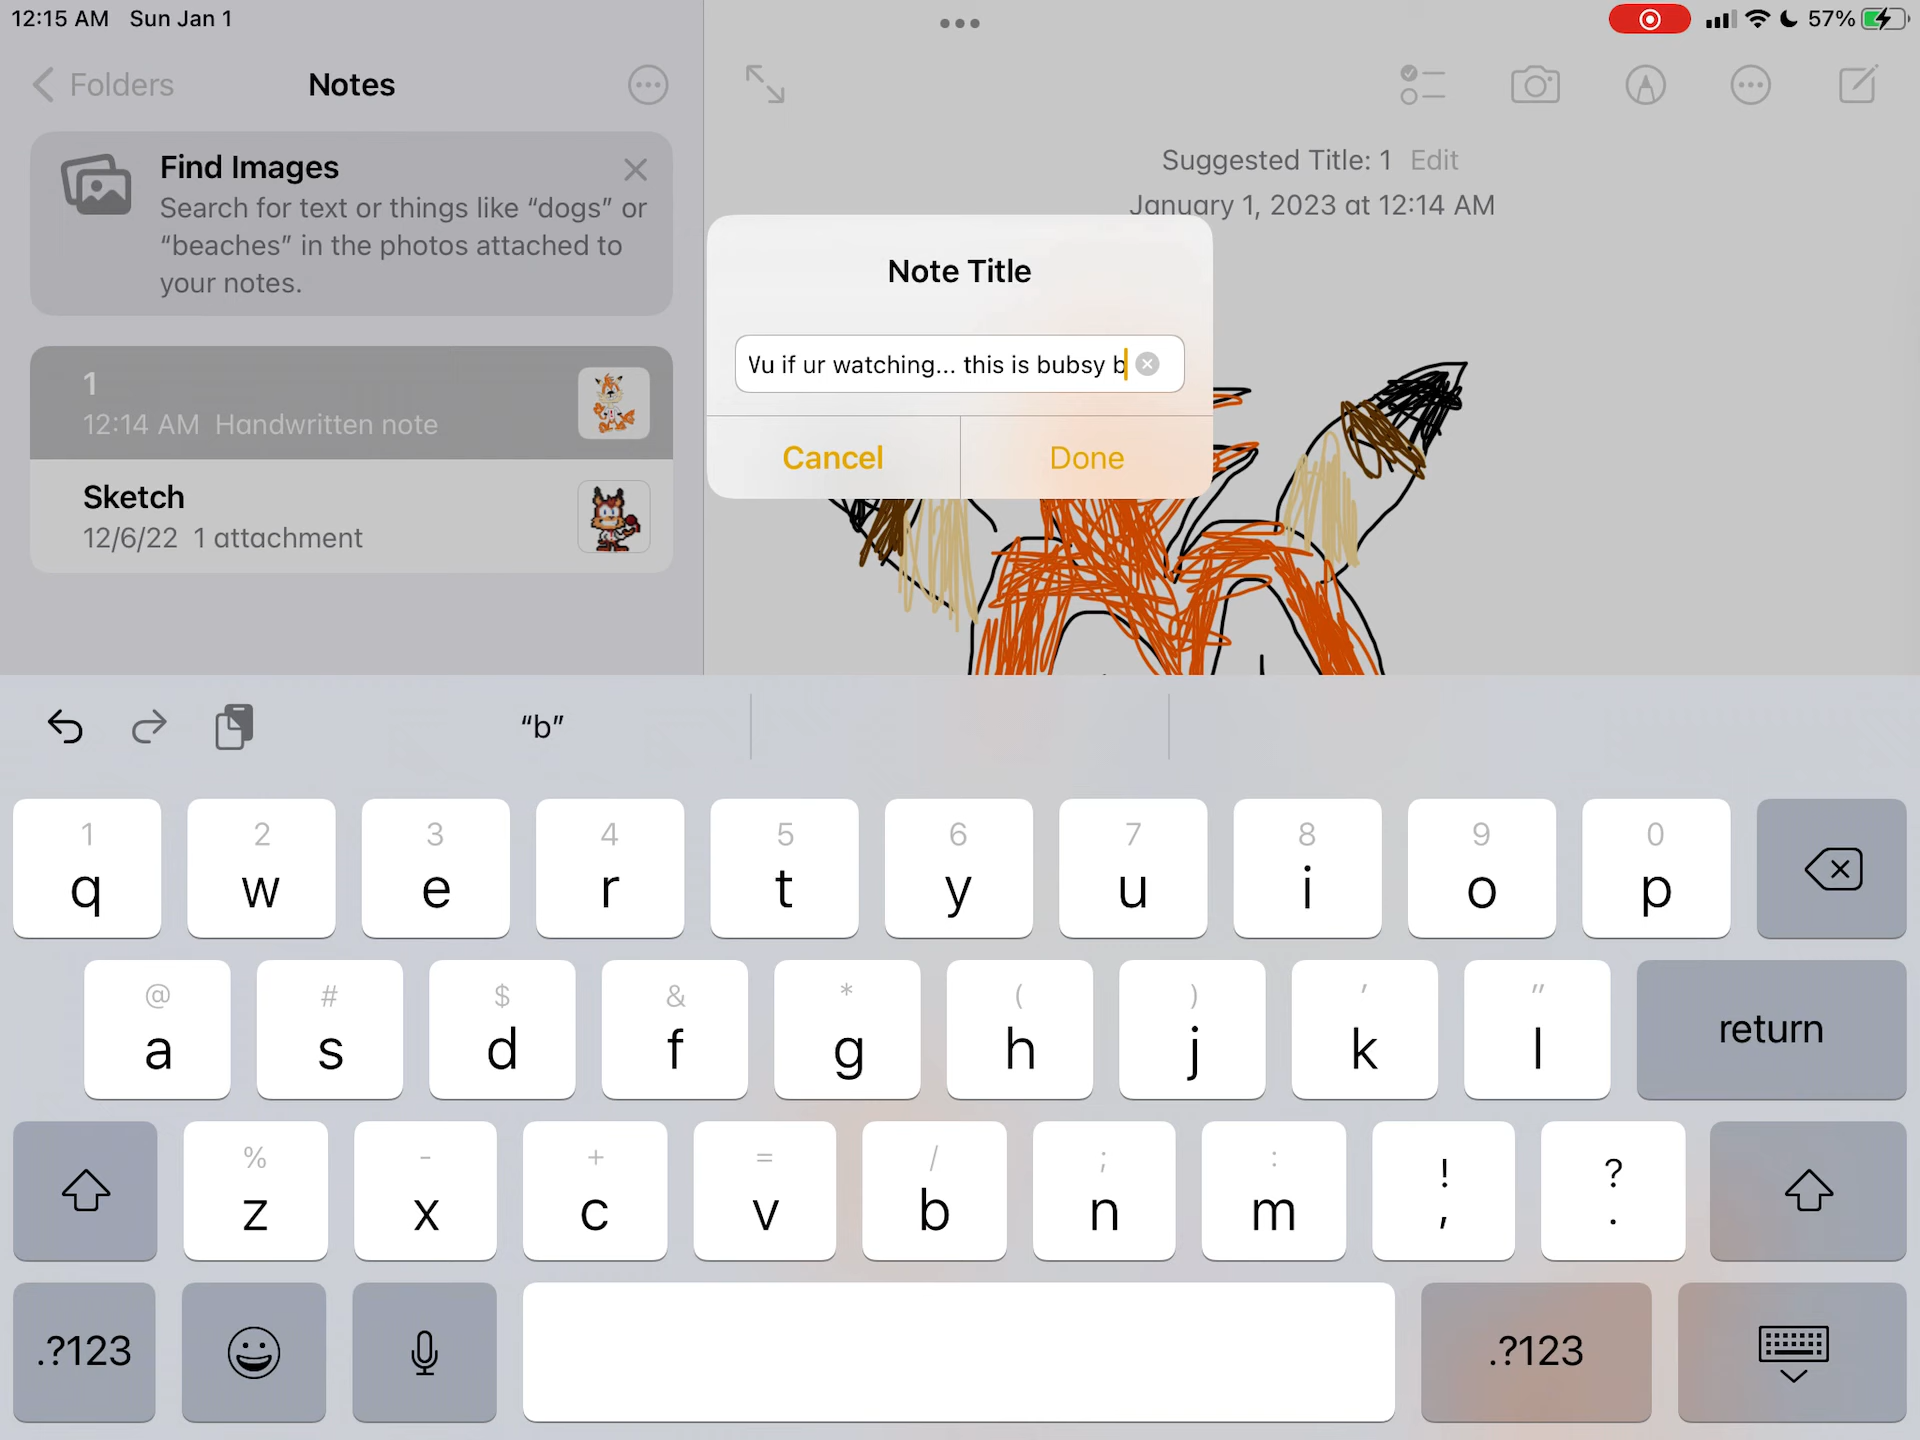 12:15 AM Sun Jan 1
57%
Folders
Notes
Find Images
Search for text or things like “dogs” or
“beaches” in the photos attached to
your notes.
1
12:14 AM Handwritten note
Sketch
12/6/22 1 attachment
Suggested Title: 1 Edit
January 1, 2023 at 12:14 AM
Note Title
if ur watching... this is bubsy b
Cancel
Done
“b”
1 2 3 4 5 6 7 8 9 0
q w e r t y u i o p
@ # $ & * ( ) ' "
a s d f g h j k l return
% - + = / ; : ! ?
z x c v b n m , .
.?123 .?123